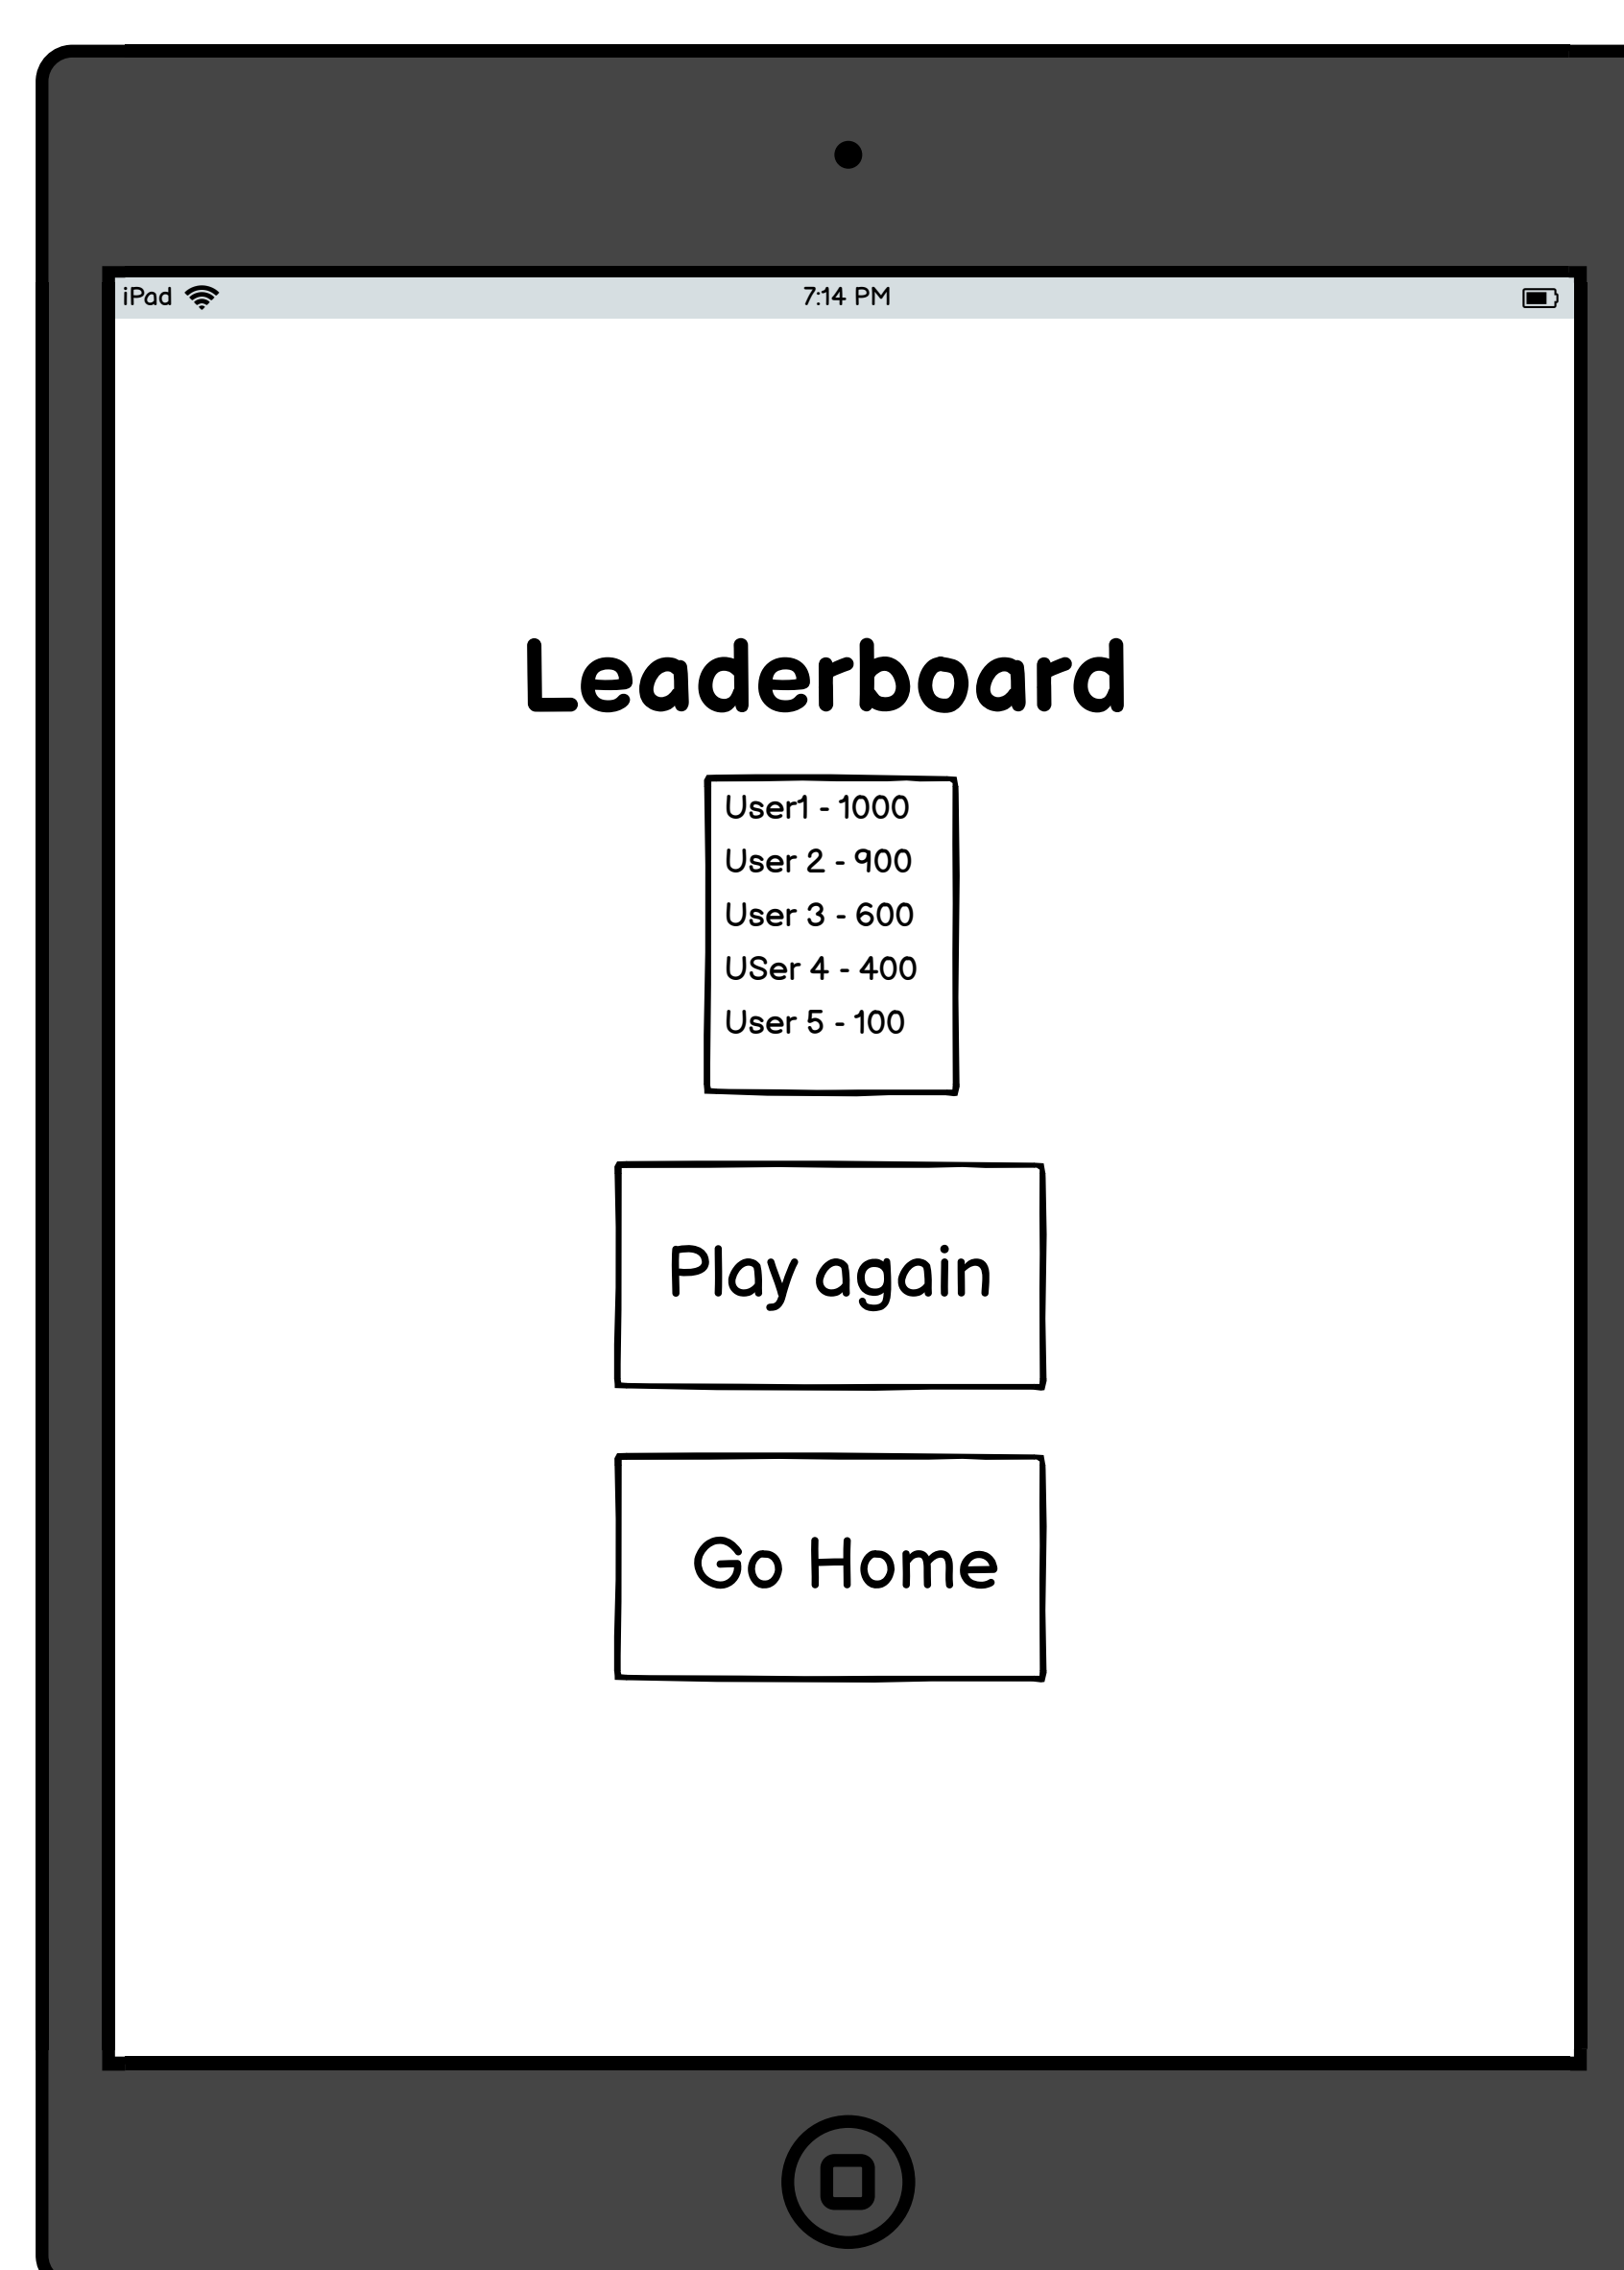 iPad 7:14 PM
Leaderboard
User1 - 1000
User 2 - 900
User 3 - 600
USer 4 - 400
User 5 - 100
Play again
Go Home